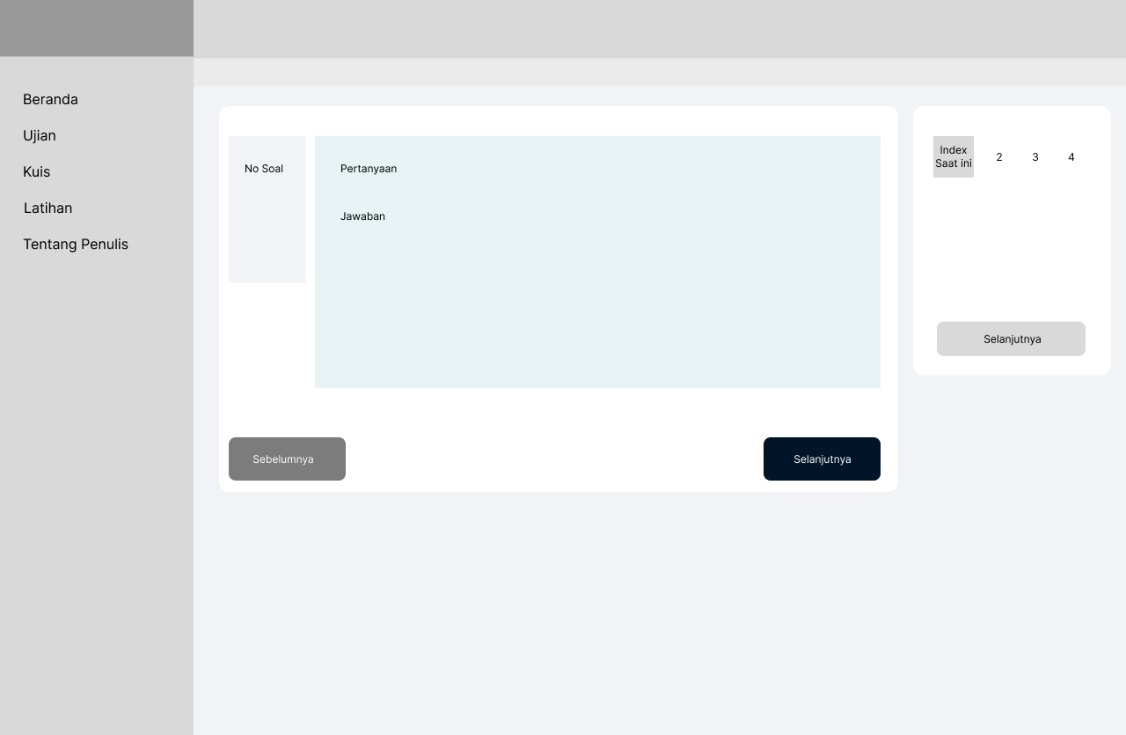 Beranda
Ujian
Kuis
Latihan
Tentang Penulis
No Soal
Pertanyaan
Jawaban
Sebelumnya
Selanjutnya
Index
Saat ini
2
3
4
Selanjutnya